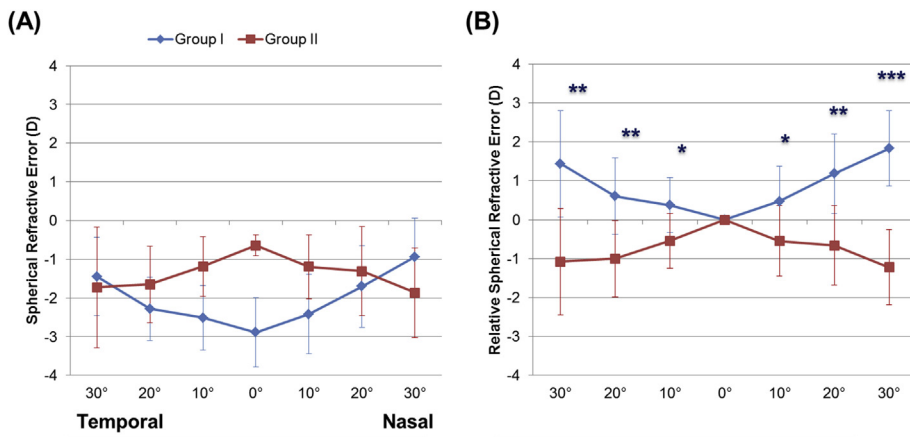 (A)
Group I Group II
Spherical Refractive Error (D)
4
3
2
1
0
-1
-2
-3
-4
30° 20° 10° 0° 10° 20° 30°
Temporal Nasal
(B)
Relative Spherical Refractive Error (D)
4
3
2
1
0
-1
-2
-3
-4
** ** * * ** ***
30° 20° 10° 0° 10° 20° 30°